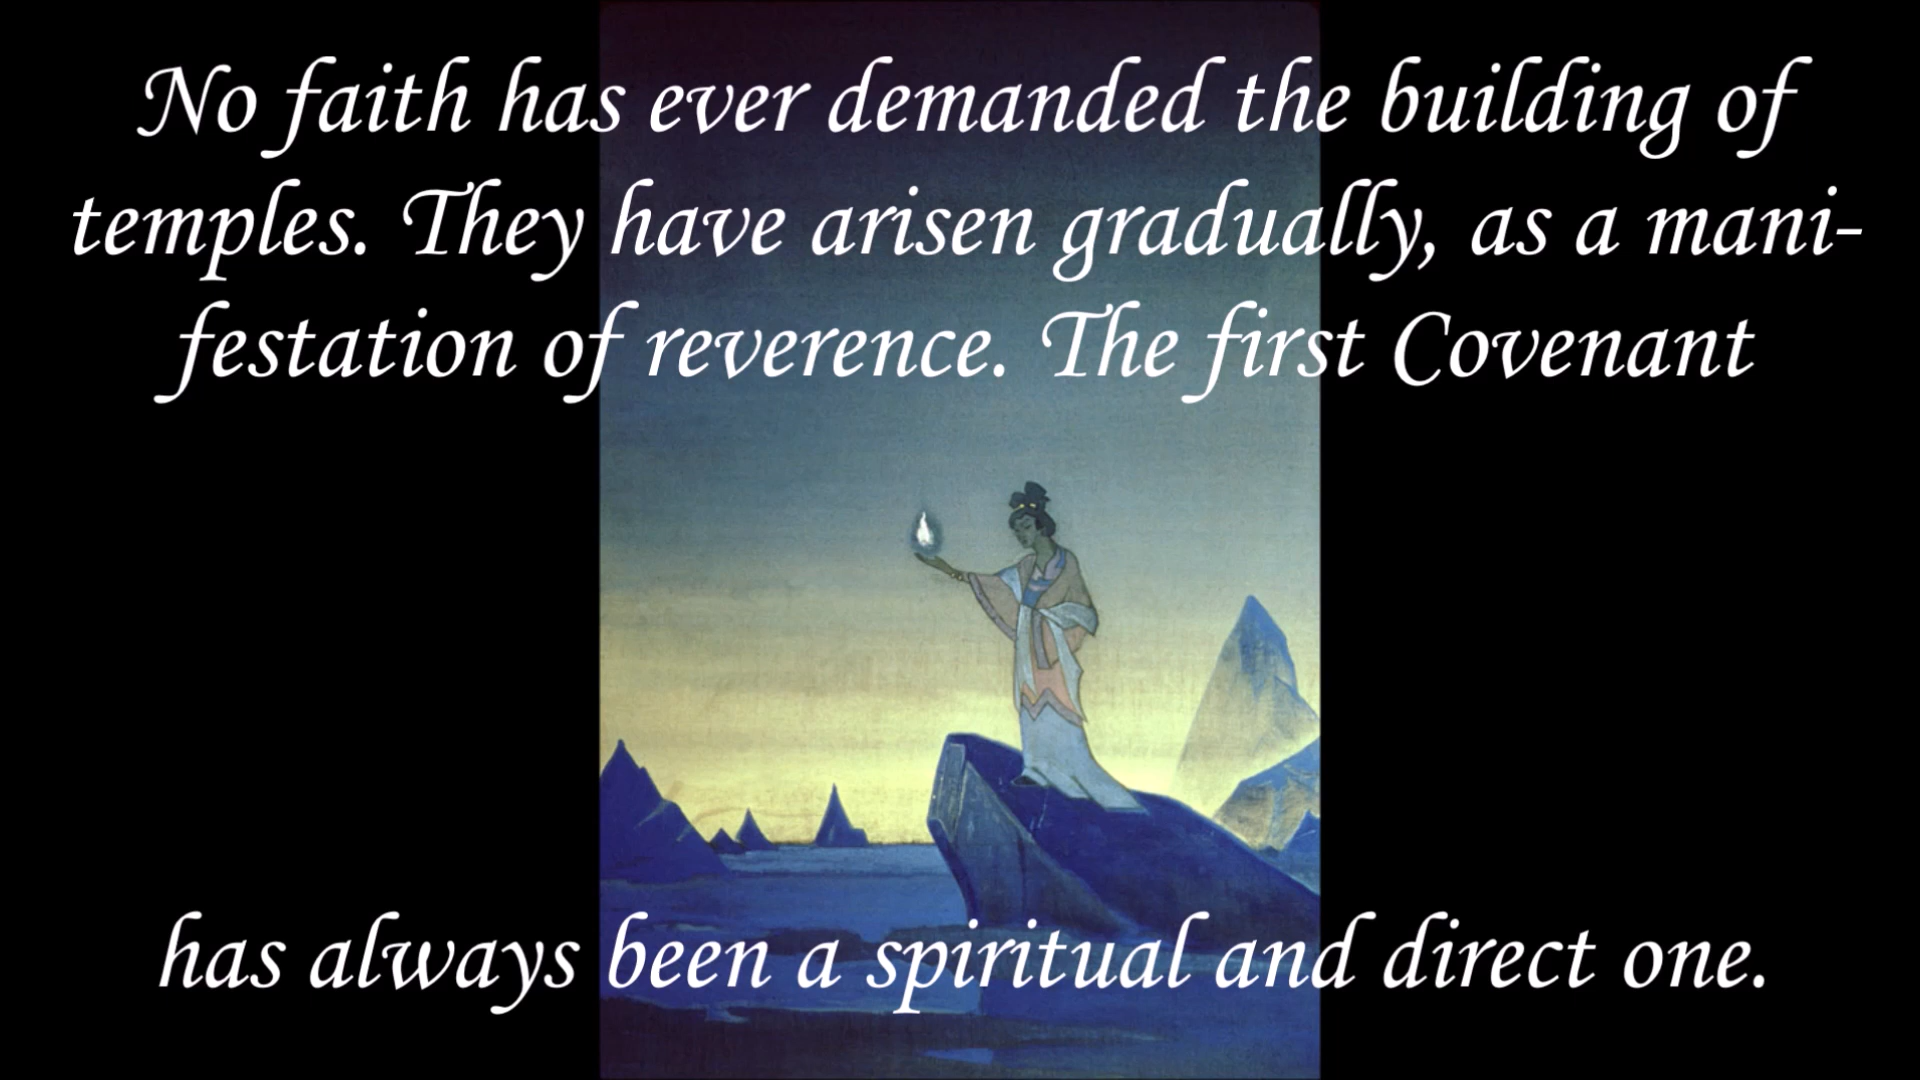 No faith has ever demanded the building of
temples. They have arisen gradually, as a mani-
festation of reverence. The first Covenant
has always been a spiritual and direct one.